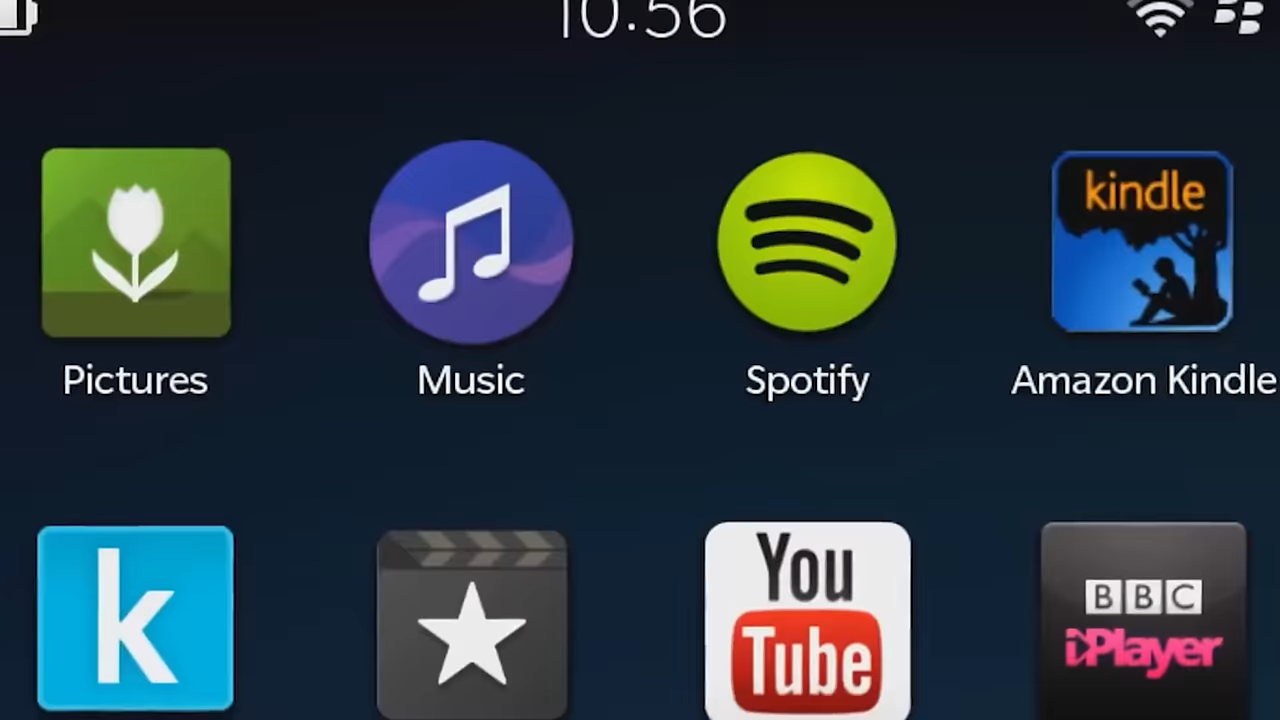 10:56
kindle
Pictures
Music
Spotify
Amazon Kindle
k
You
Tube
BBC
iPlayer